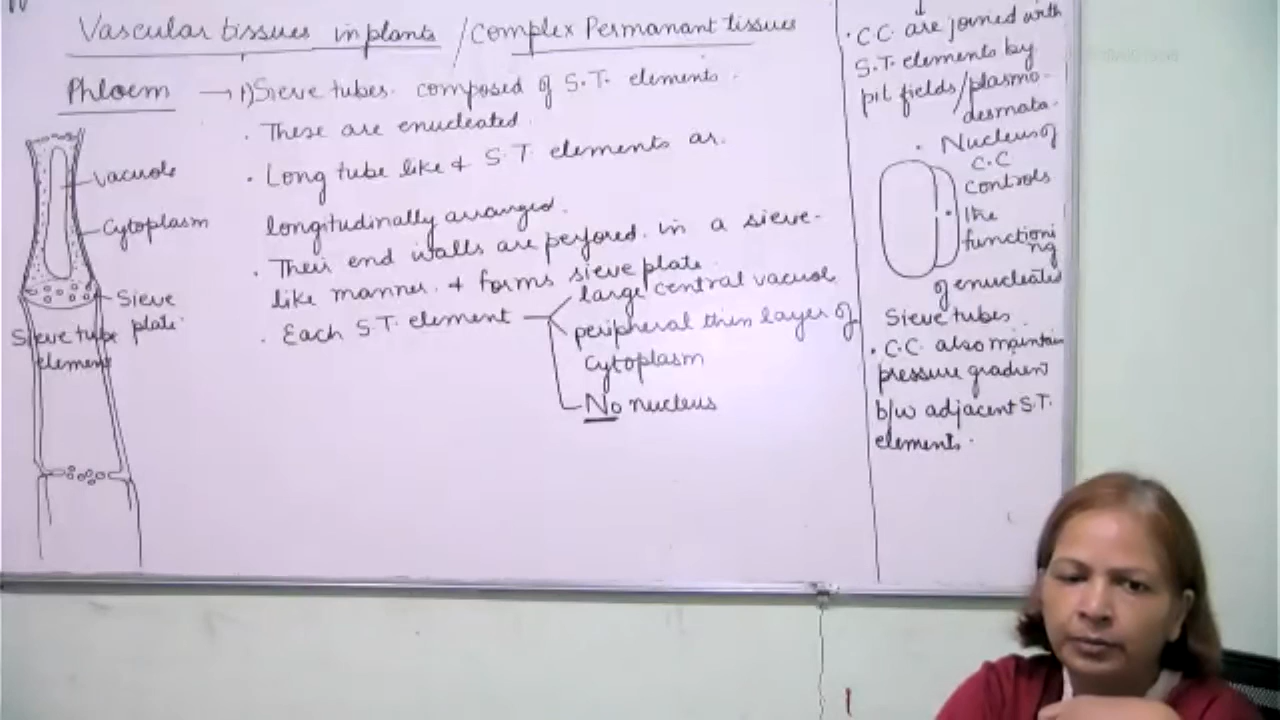 Vascular tissues in plants / Complex Permanant tissues
Phloem → 1) Sieve tubes. composed of S.T. elements.
. These are enucleated.
. Long tube like & S.T. elements ar.
longitudinally arranged.
. Their end walls are perfored. in a sieve-
like manner. & forms sieve plate.
. Each S.T. element
large central vacuol
peripheral thin layer of
cytoplasm
No nucleus
Vacuole
Cytoplasm
Sieve
plate.
Sieve tube
element
. C.C. are joined with
S.T. elements by
pit fields/plasmo-
desmata.
. Nucleus of
C.C
controls
the
functioni
ng
of enucleated
Sieve tubes.
. C.C. also maintain
pressure gradient
b/w adjacent S.T.
elements.